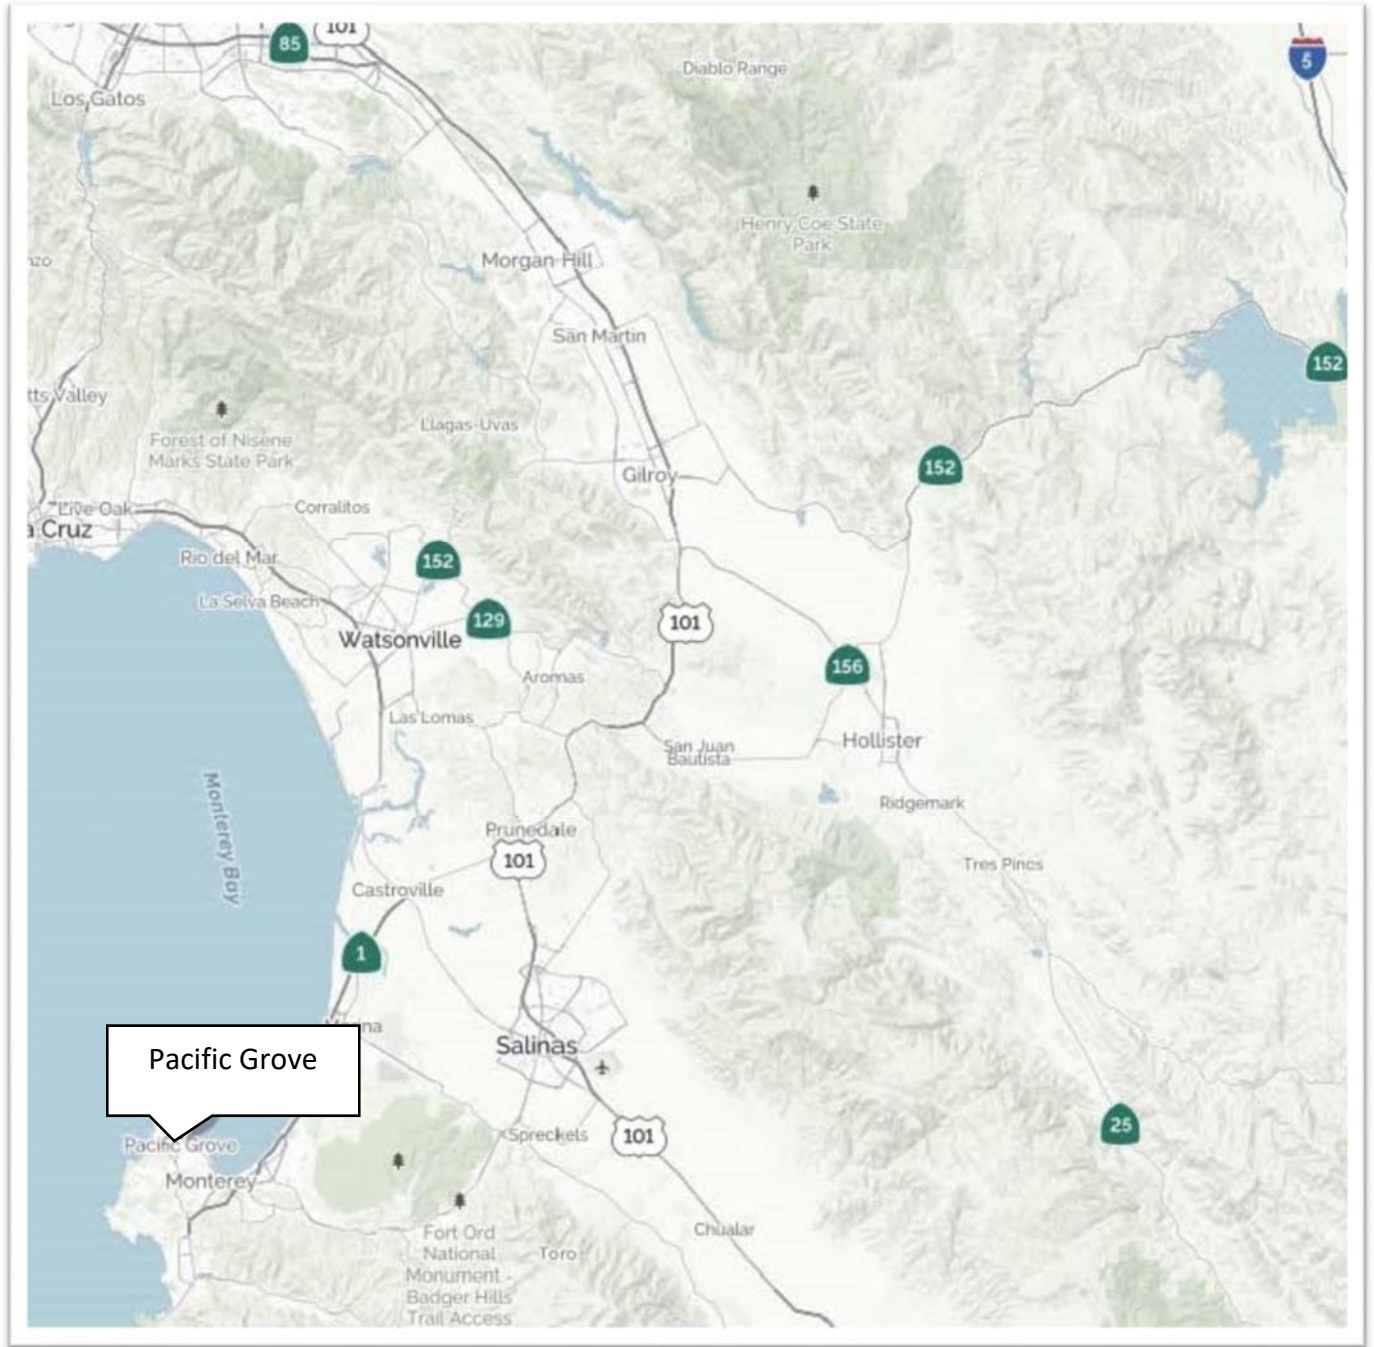 101
85
5
Diablo Range
Los Gatos
Henry Coe State
Park
Morgan Hill
nzo
San Martin
152
tts Valley
Llagas-Uvas
Forest of Nisene
Marks State Park
152
Gilroy
Live Oak
Corralitos
a Cruz
Rio del Mar
152
La Selva Beach
129
101
Watsonville
156
Aromas
Las Lomas
Hollister
San Juan
Bautista
Monterey Bay
Ridgemark
Prunedale
101
Tres Pinos
Castroville
1
Salinas
Pacific Grove
25
Spreckels
101
Pacific Grove
Monterey
Chualar
Fort Ord
National
Monument -
Badger Hills
Trail Access
Toro